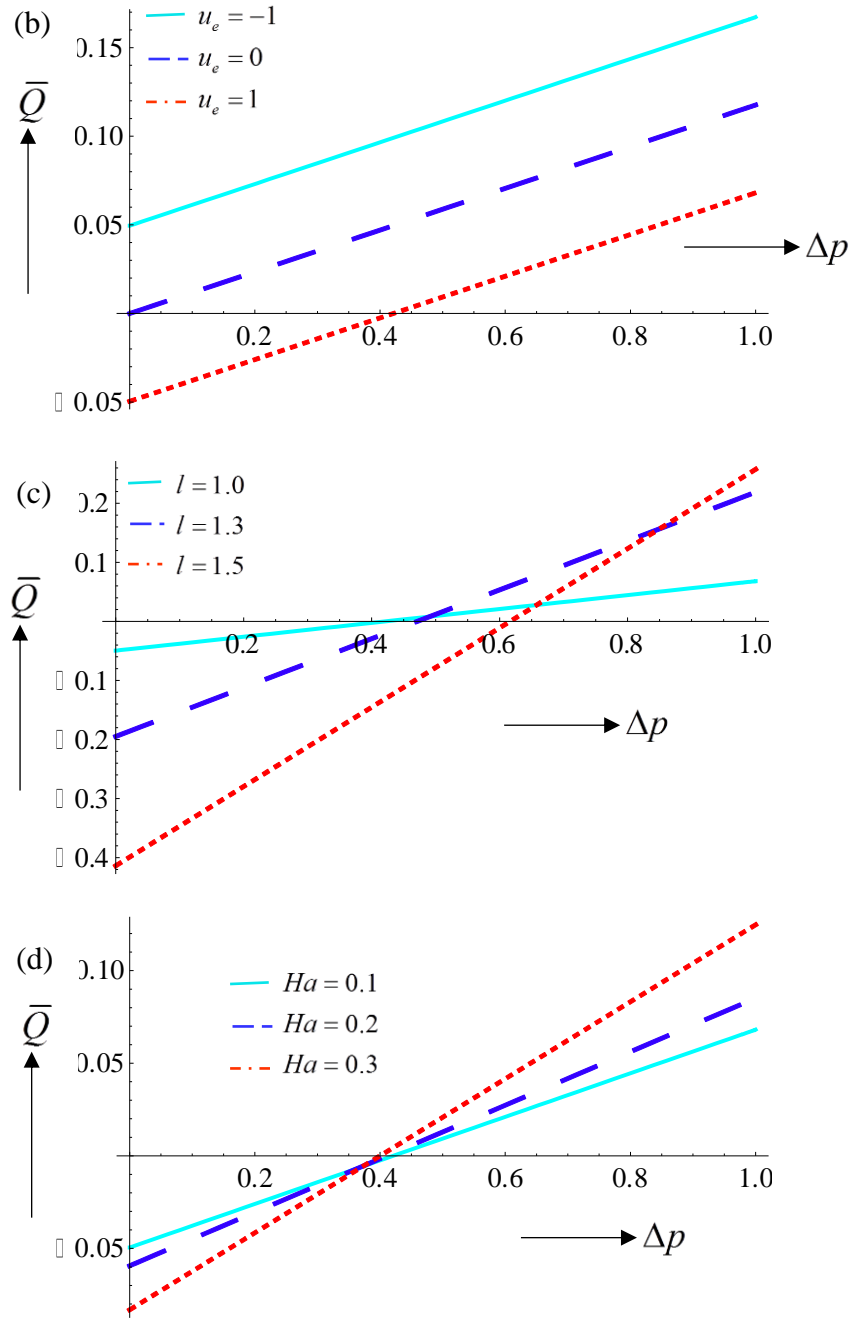 (b)
u_e = −1
u_e = 0
u_e = 1
Q̅
0.15
0.10
0.05
▯ 0.05
0.2 0.4 0.6 0.8 1.0
Δp
(c)
l = 1.0
l = 1.3
l = 1.5
Q̅
0.2
0.1
▯ 0.1
▯ 0.2
▯ 0.3
▯ 0.4
0.2 0.4 0.6 0.8 1.0
Δp
(d)
Ha = 0.1
Ha = 0.2
Ha = 0.3
Q̅
0.10
0.05
▯ 0.05
0.2 0.4 0.6 0.8 1.0
Δp